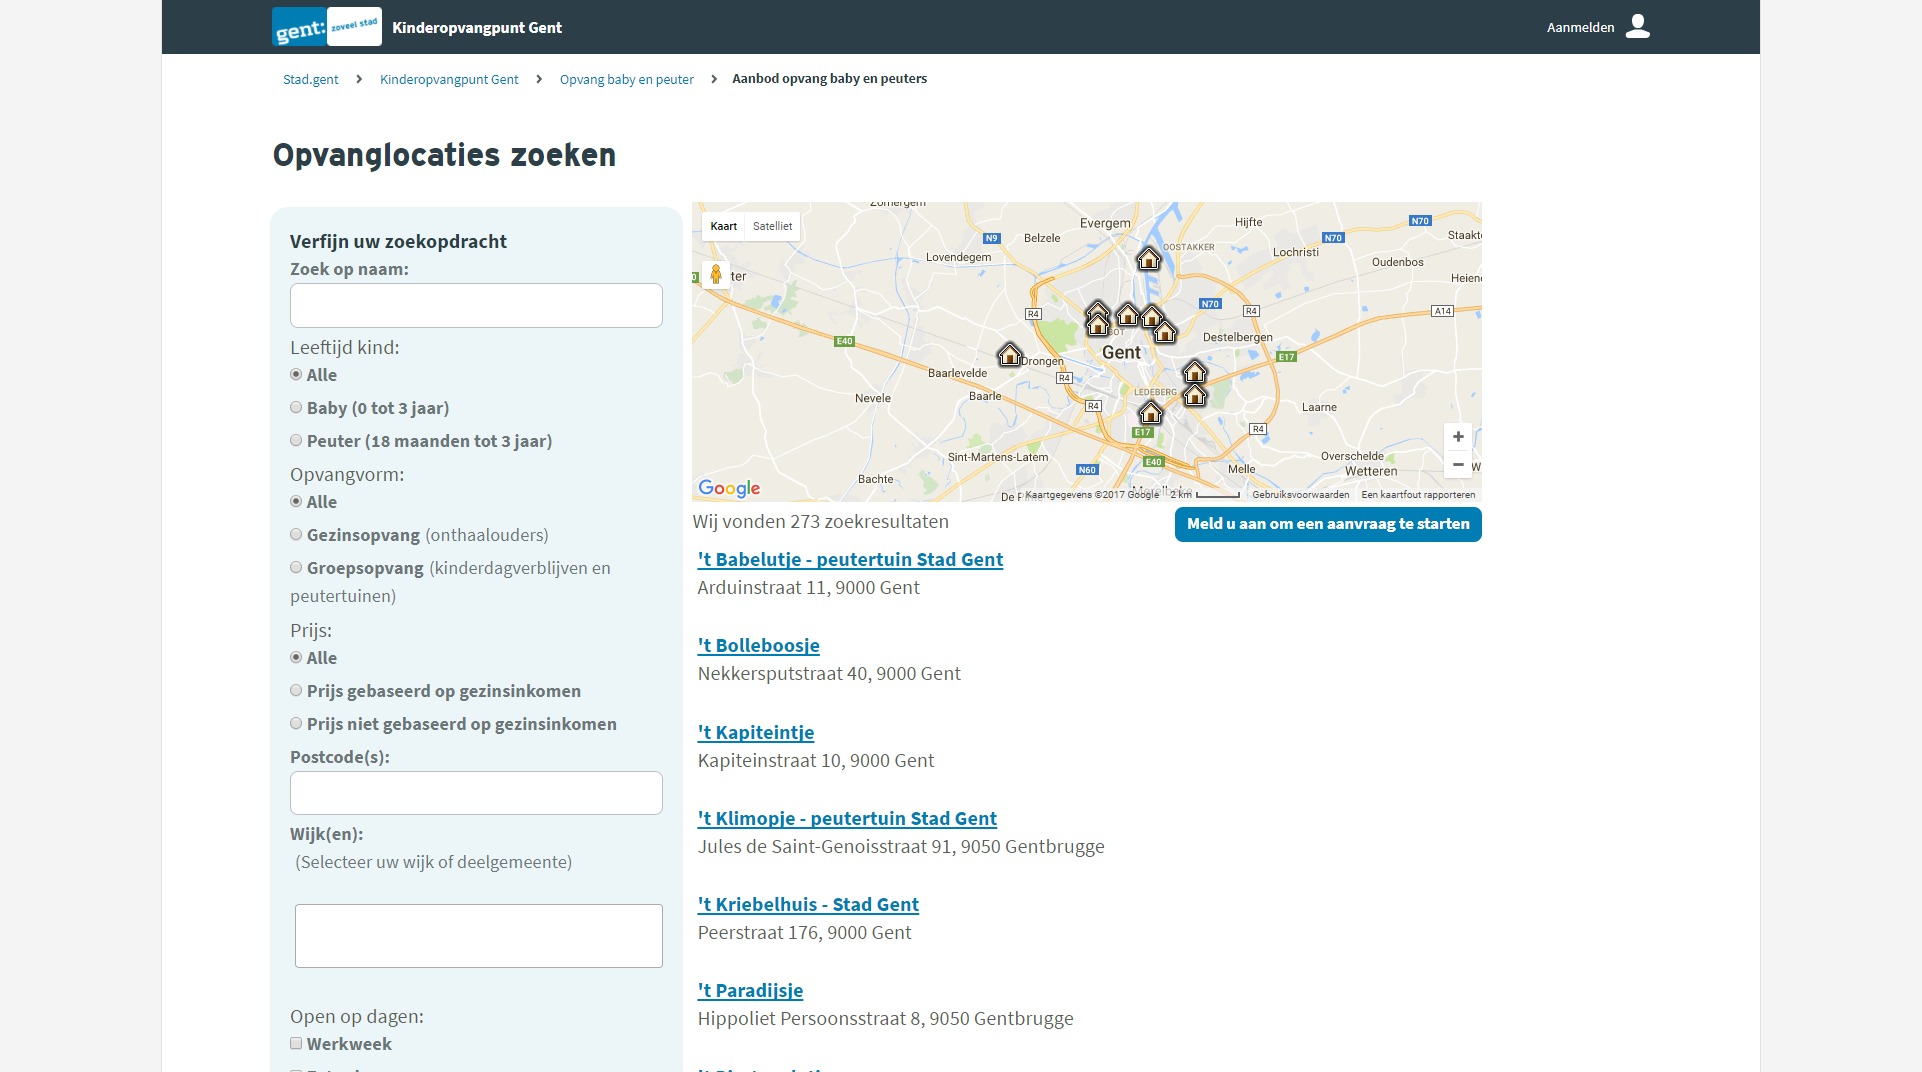 gent: zoveel stad
Kinderopvangpunt Gent
Aanmelden
Stad.gent > Kinderopvangpunt Gent > Opvang baby en peuter > Aanbod opvang baby en peuters
Opvanglocaties zoeken
Verfijn uw zoekopdracht
Zoek op naam:
Leeftijd kind:
Alle
Baby (0 tot 3 jaar)
Peuter (18 maanden tot 3 jaar)
Opvangvorm:
Alle
Gezinsopvang (onthaalouders)
Groepsopvang (kinderdagverblijven en
peutertuinen)
Prijs:
Alle
Prijs gebaseerd op gezinsinkomen
Prijs niet gebaseerd op gezinsinkomen
Postcode(s):
Wijk(en):
(Selecteer uw wijk of deelgemeente)
Open op dagen:
Werkweek
Kaart Satelliet
Zomergem
Evergem
Hijfte
N70
N9
Belzele
N70
Staakt
OOSTAKKER
Lovendegem
Lochristi
Oudenbos
ter
Heien
N70
R4
R4
A14
E40
Destelbergen
Gent
E17
Drongen
Baarlevelde
R4
LEDEBERG
Nevele
Baarle
R4
Laarne
E17
R4
Sint-Martens-Latem
E40
N60
Melle
Overschelde
Wetteren
W
Bachte
Google
De P
Kaartgegevens ©2017 Google 2 km Gebruiksvoorwaarden Een kaartfout rapporteren
Wij vonden 273 zoekresultaten
Meld u aan om een aanvraag te starten
't Babelutje - peutertuin Stad Gent
Arduinstraat 11, 9000 Gent
't Bolleboosje
Nekkersputstraat 40, 9000 Gent
't Kapiteintje
Kapiteinstraat 10, 9000 Gent
't Klimopje - peutertuin Stad Gent
Jules de Saint-Genoisstraat 91, 9050 Gentbrugge
't Kriebelhuis - Stad Gent
Peerstraat 176, 9000 Gent
't Paradijsje
Hippoliet Persoonsstraat 8, 9050 Gentbrugge